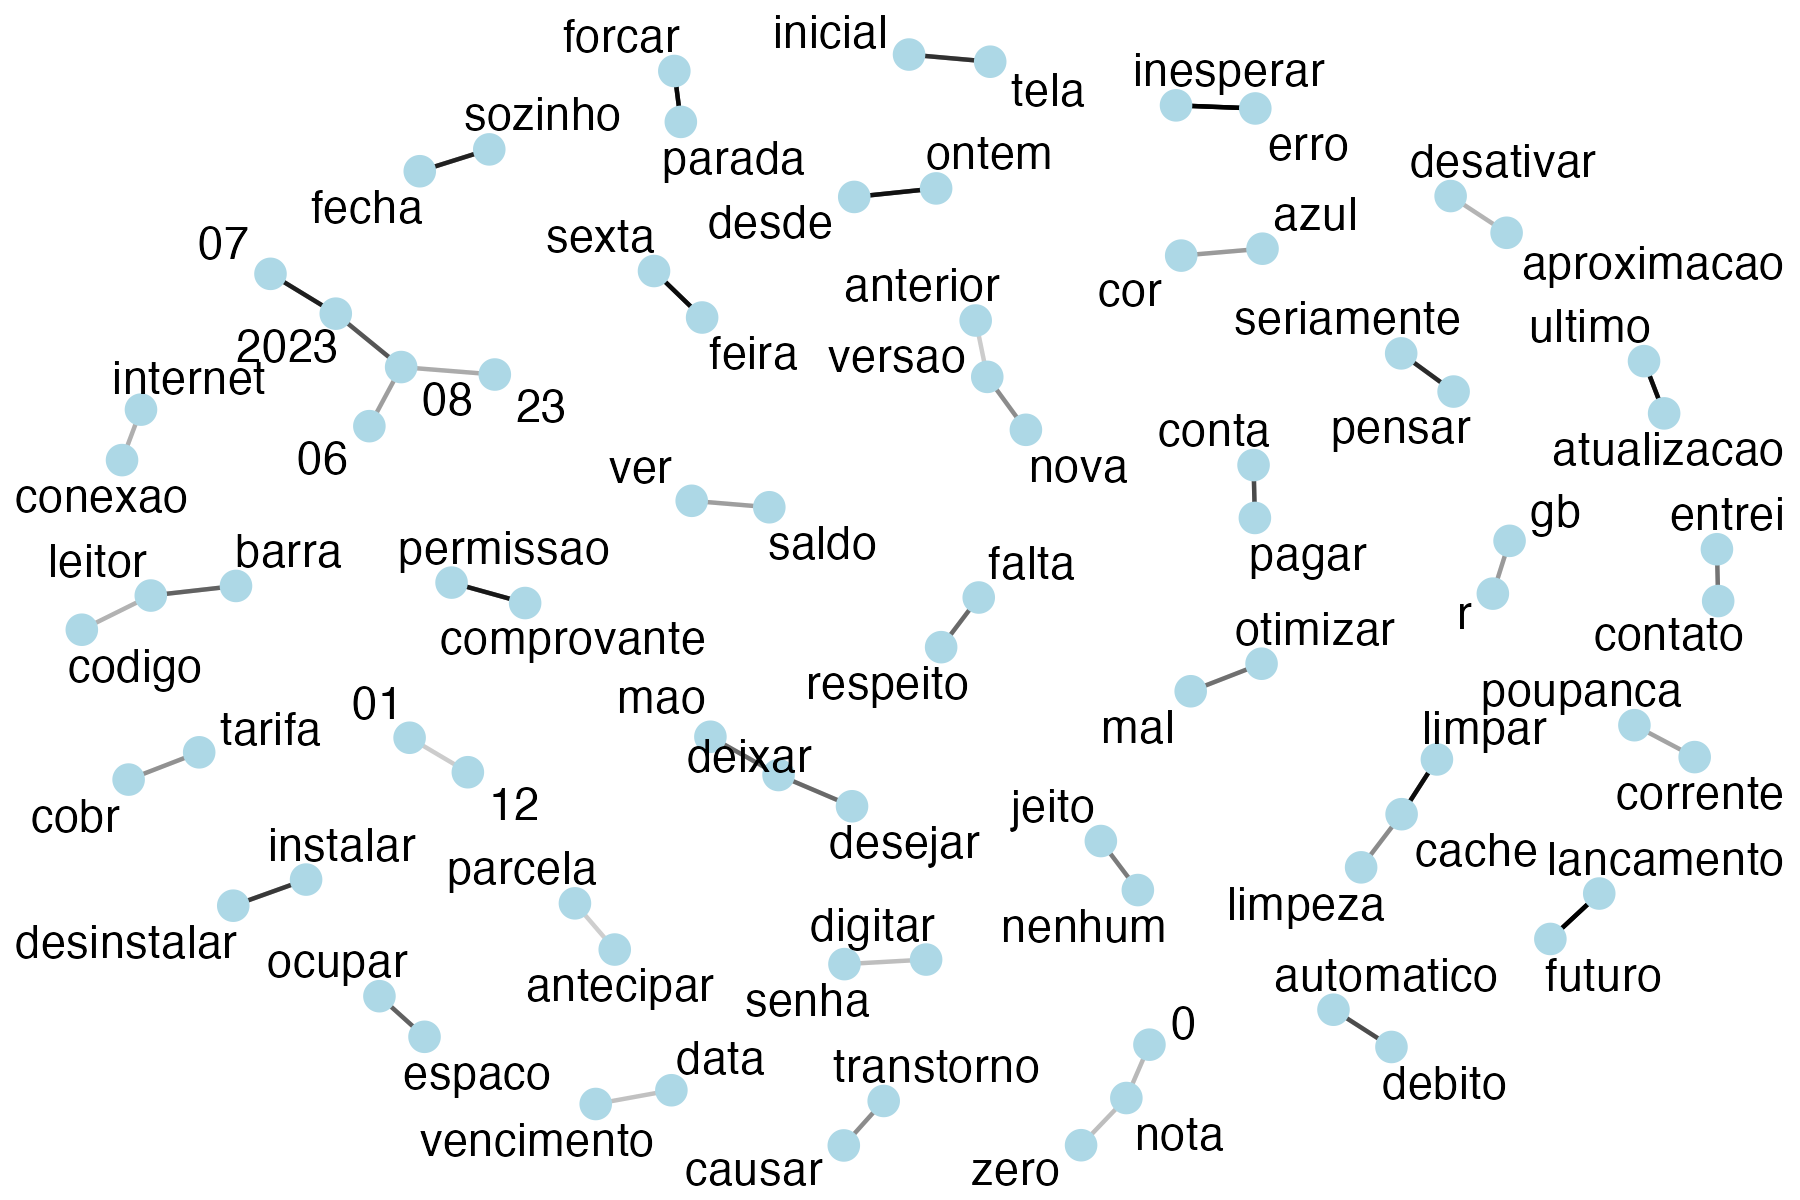 forcar
inicial
tela
inesperar
erro
sozinho
parada
ontem
desativar
fecha
desde
azul
07
sexta
aproximacao
cor
anterior
seriamente
ultimo
2023
feira
versao
internet
08
23
pensar
conta
atualizacao
06
ver
nova
conexao
gb
entrei
leitor
barra
permissao
saldo
pagar
falta
r
contato
codigo
comprovante
otimizar
respeito
mao
poupanca
01
tarifa
mal
limpar
deixar
corrente
cobr
12
jeito
desejar
instalar
cache
lancamento
parcela
limpeza
desinstalar
digitar
nenhum
ocupar
antecipar
senha
automatico
futuro
0
espaco
data
transtorno
debito
vencimento
nota
causar
zero